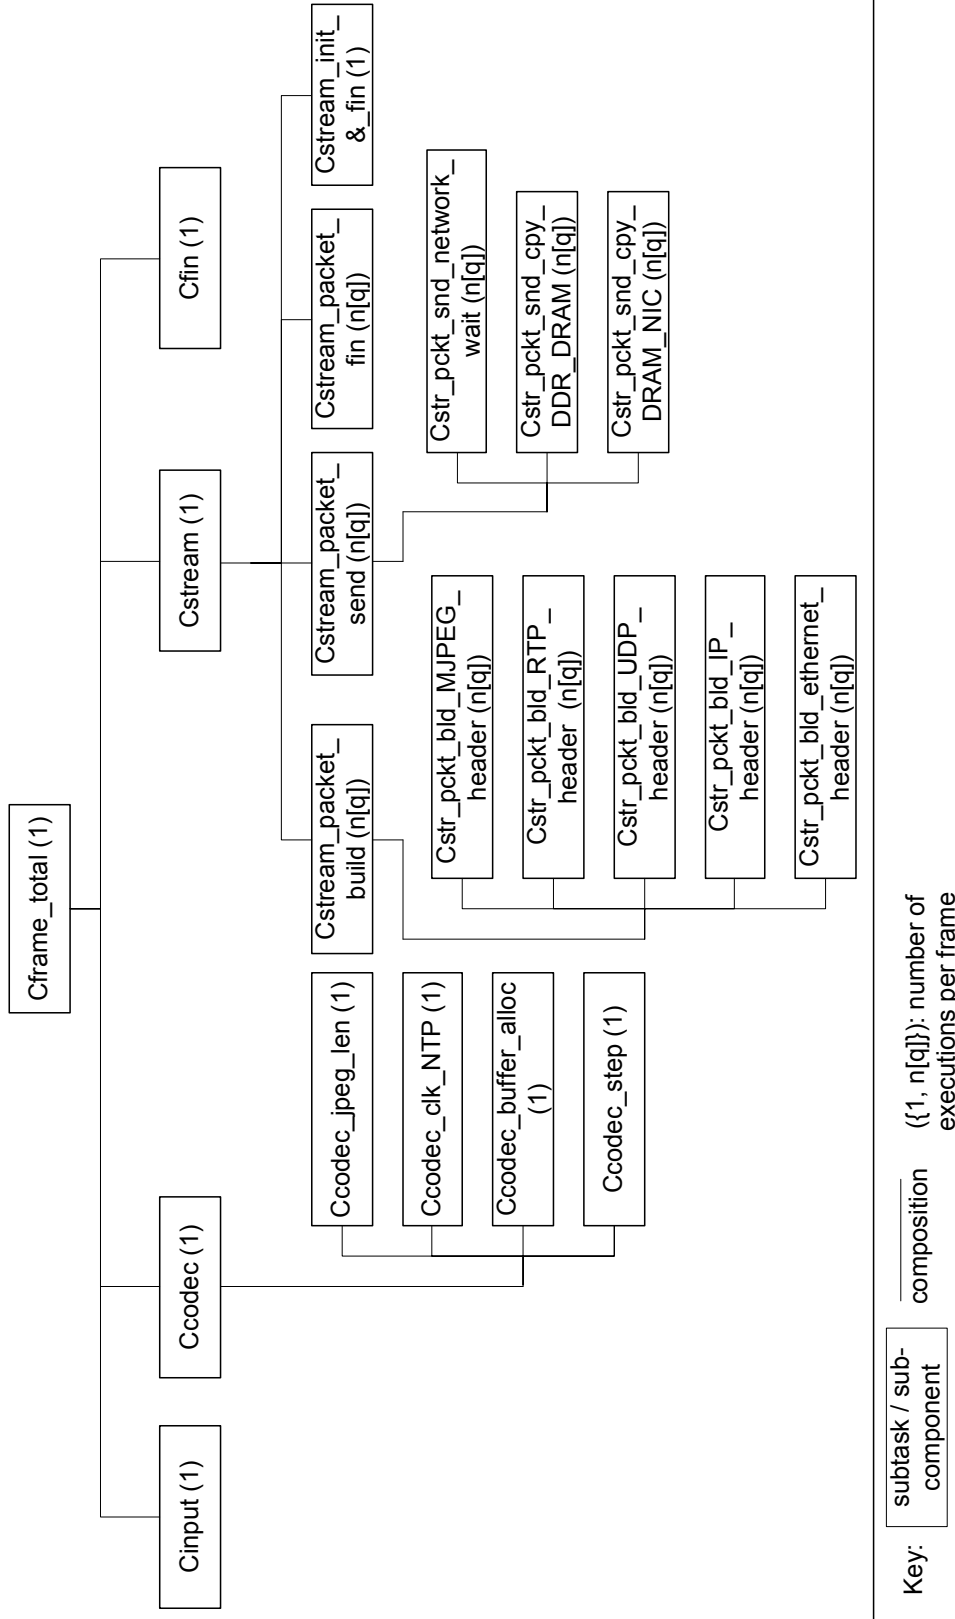 Cframe_total (1)
Cinput (1)
Ccodec (1)
Cstream (1)
Cfin (1)
Ccodec_jpeg_len (1)
Ccodec_clk_NTP (1)
Ccodec_buffer_alloc
(1)
Ccodec_step (1)
Cstream_packet_
build (n[q])
Cstream_packet_
send (n[q])
Cstream_packet_
fin (n[q])
Cstream_init_
&_fin (1)
Cstr_pckt_bld_MJPEG_
header (n[q])
Cstr_pckt_bld_RTP_
header (n[q])
Cstr_pckt_bld_UDP_
header (n[q])
Cstr_pckt_bld_IP_
header (n[q])
Cstr_pckt_bld_ethernet_
header (n[q])
Cstr_pckt_snd_network_
wait (n[q])
Cstr_pckt_snd_cpy_
DDR_DRAM (n[q])
Cstr_pckt_snd_cpy_
DRAM_NIC (n[q])
Key:
subtask / sub-
component
composition
({1, n[q]}): number of
executions per frame